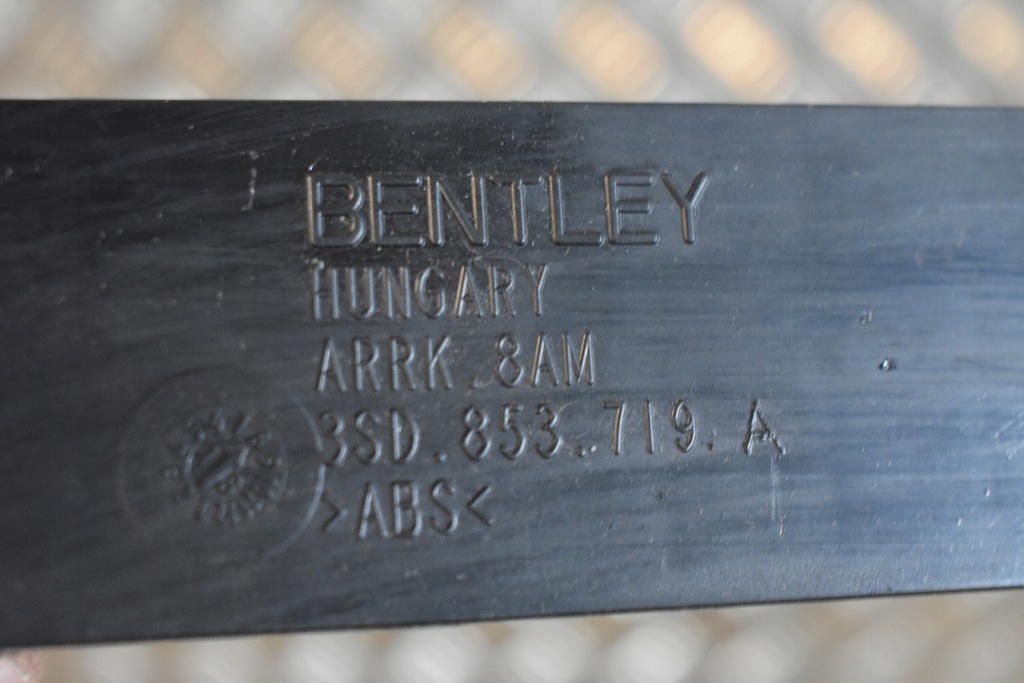 BENTLEY
HUNGARY
ARRK 8AM
3SD.853.719.A
>ABS<